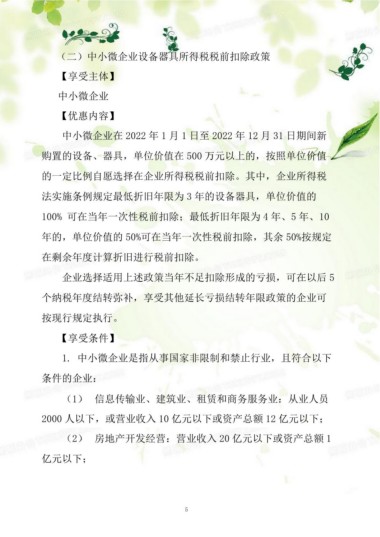 （二）中小微企业设备器具所得税税前扣除政策
【享受主体】
中小微企业
【优惠内容】
中小微企业在 2022 年 1 月 1 日至 2022 年 12 月 31 日期间新
购置的设备、器具，单位价值在 500 万元以上的，按照单位价值
的一定比例自愿选择在企业所得税税前扣除。其中，企业所得税
法实施条例规定最低折旧年限为 3 年的设备器具，单位价值的
100% 可在当年一次性税前扣除；最低折旧年限为 4 年、5 年、10
年的，单位价值的 50%可在当年一次性税前扣除，其余 50%按规定
在剩余年度计算折旧进行税前扣除。
企业选择适用上述政策当年不足扣除形成的亏损，可在以后 5
个纳税年度结转弥补，享受其他延长亏损结转年限政策的企业可
按现行规定执行。
【享受条件】
1. 中小微企业是指从事国家非限制和禁止行业，且符合以下
条件的企业：
（1） 信息传输业、建筑业、租赁和商务服务业：从业人员
2000 人以下，或营业收入 10 亿元以下或资产总额 12 亿元以下；
（2） 房地产开发经营：营业收入 20 亿元以下或资产总额 1
亿元以下；